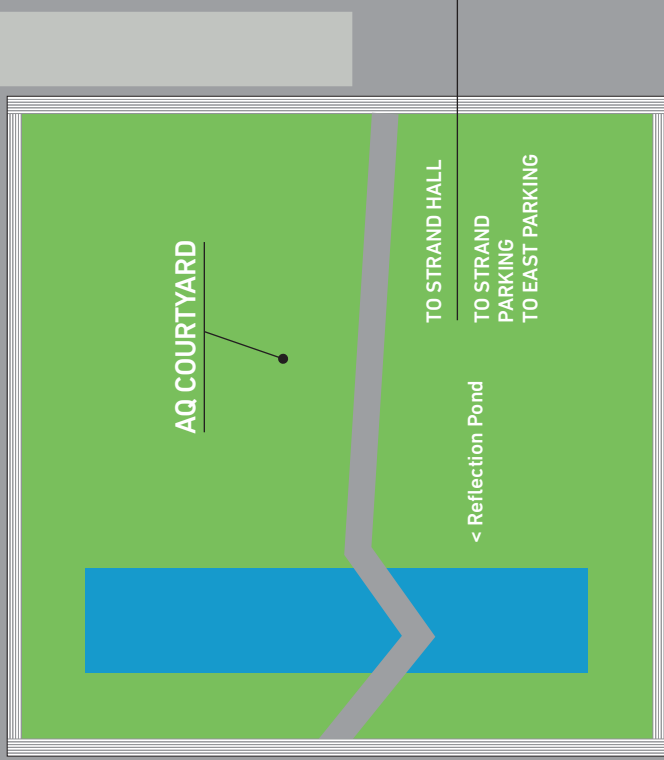 AQ COURTYARD
TO STRAND HALL
TO STRAND
PARKING
TO EAST PARKING
< Reflection Pond